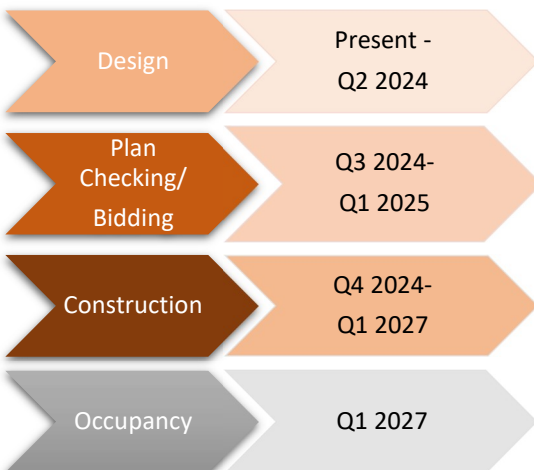 Design
Present -
Q2 2024
Plan
Checking/
Bidding
Q3 2024-
Q1 2025
Construction
Q4 2024-
Q1 2027
Occupancy
Q1 2027